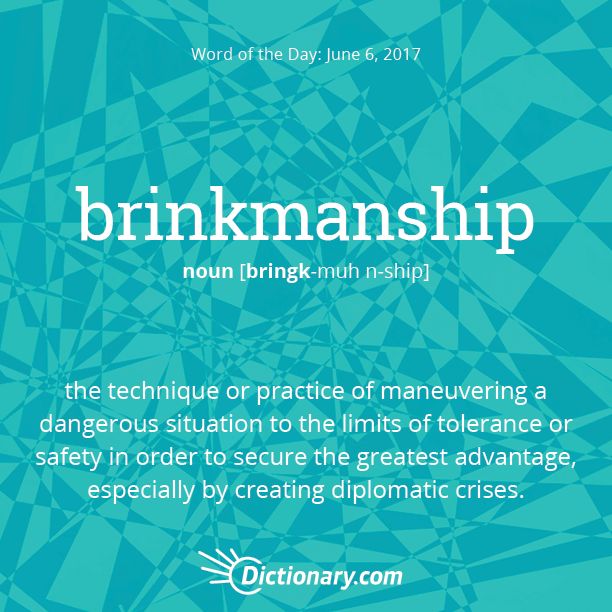 Word of the Day: June 6, 2017
brinkmanship
noun [bringk-muh n-ship]
the technique or practice of maneuvering a
dangerous situation to the limits of tolerance or
safety in order to secure the greatest advantage,
especially by creating diplomatic crises.
Dictionary.com